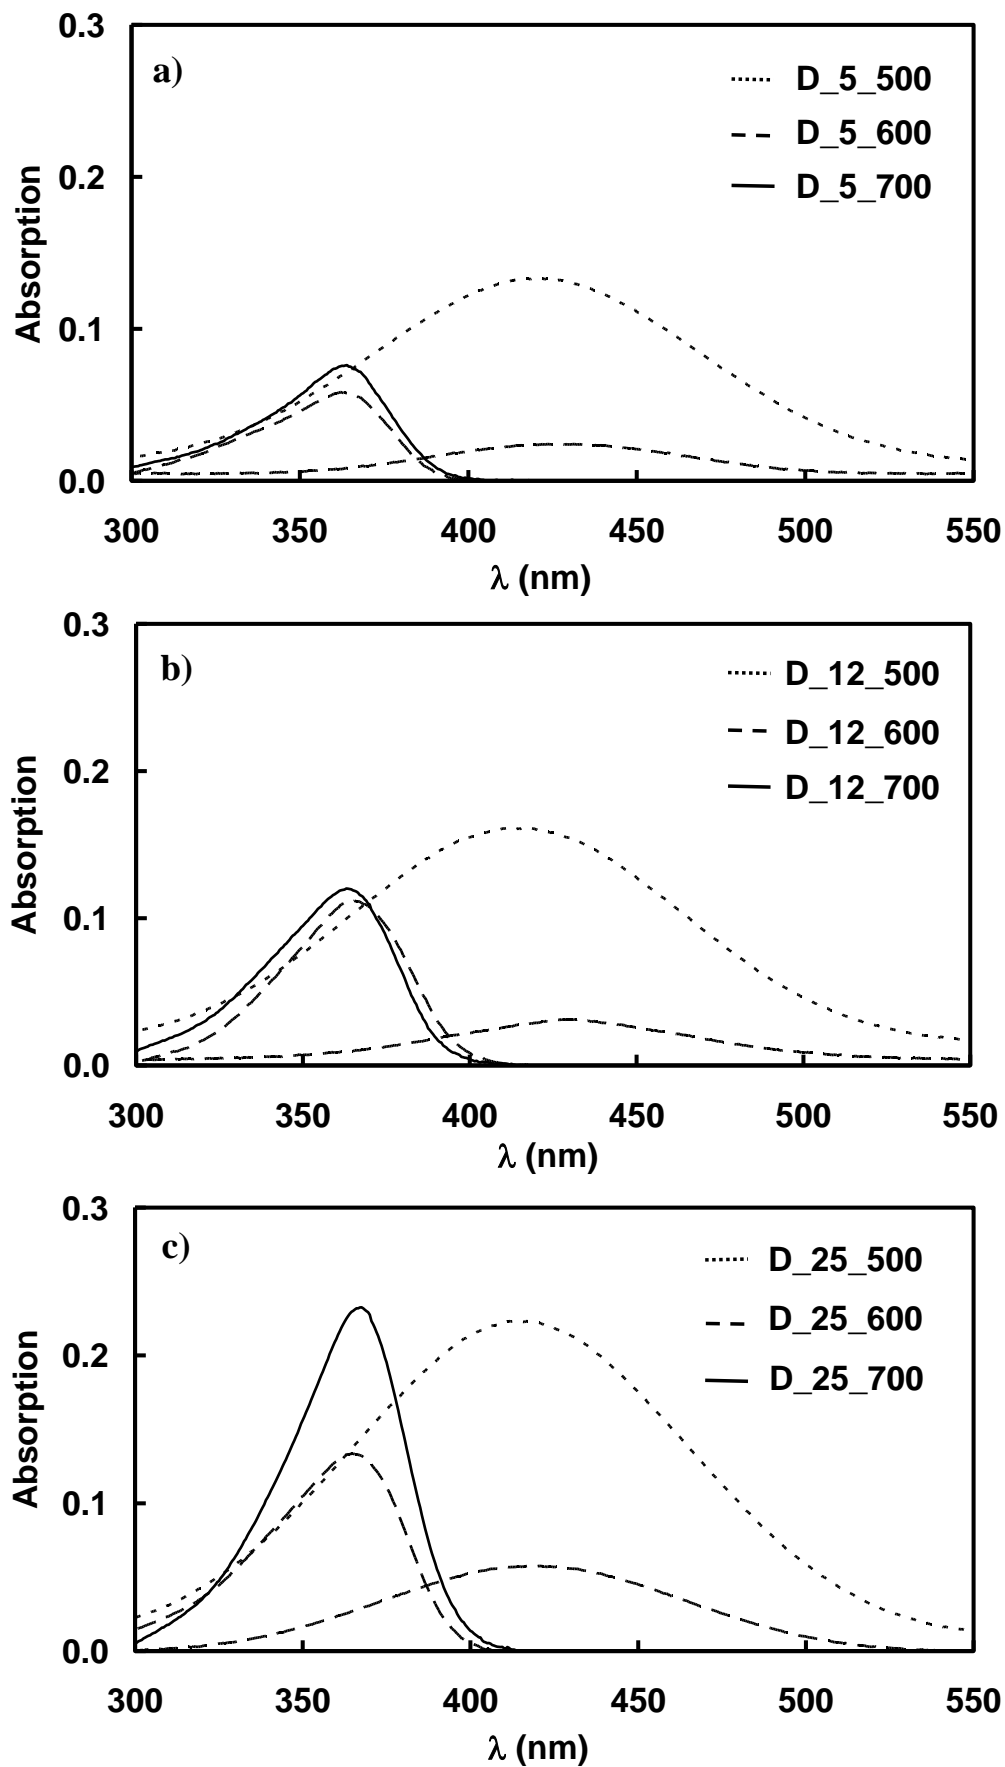 0.3
a)
D_5_500
D_5_600
D_5_700
0.2
0.1
0.0
Absorption
300 350 400 450 500 550
λ (nm)
0.3
b)
D_12_500
D_12_600
D_12_700
0.2
0.1
0.0
Absorption
300 350 400 450 500 550
λ (nm)
0.3
c)
D_25_500
D_25_600
D_25_700
0.2
0.1
0.0
Absorption
300 350 400 450 500 550
λ (nm)